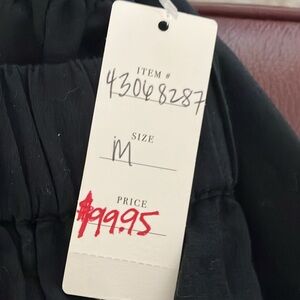 ITEM #
43068287
SIZE
M
PRICE
$99.95